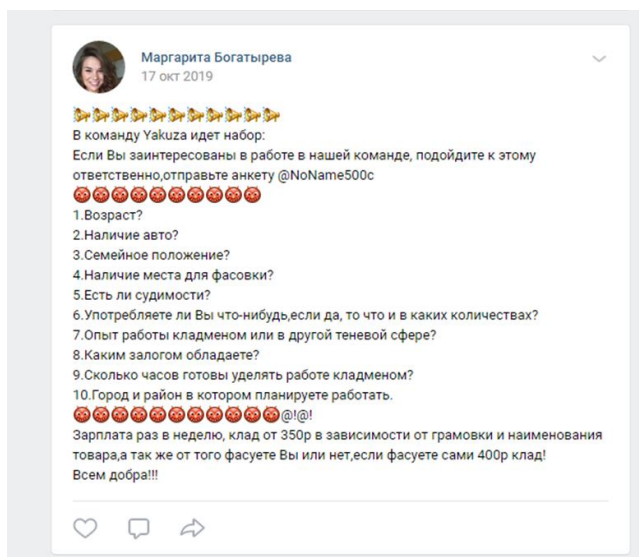 Маргарита Богатырева
17 окт 2019
В команду Yakuza идет набор:
Если Вы заинтересованы в работе в нашей команде, подойдите к этому
ответственно,отправьте анкету @NoName500c
1.Возраст?
2.Наличие авто?
3.Семейное положение?
4.Наличие места для фасовки?
5.Есть ли судимости?
6.Употребляете ли Вы что-нибудь,если да, то что и в каких количествах?
7.Опыт работы кладменом или в другой теневой сфере?
8.Каким залогом обладаете?
9.Сколько часов готовы уделять работе кладменом?
10.Город и район в котором планируете работать.
@!@!
Зарплата раз в неделю, клад от 350р в зависимости от грамовки и наименования
товара,а так же от того фасуете Вы или нет,если фасуете сами 400р клад!
Всем добра!!!